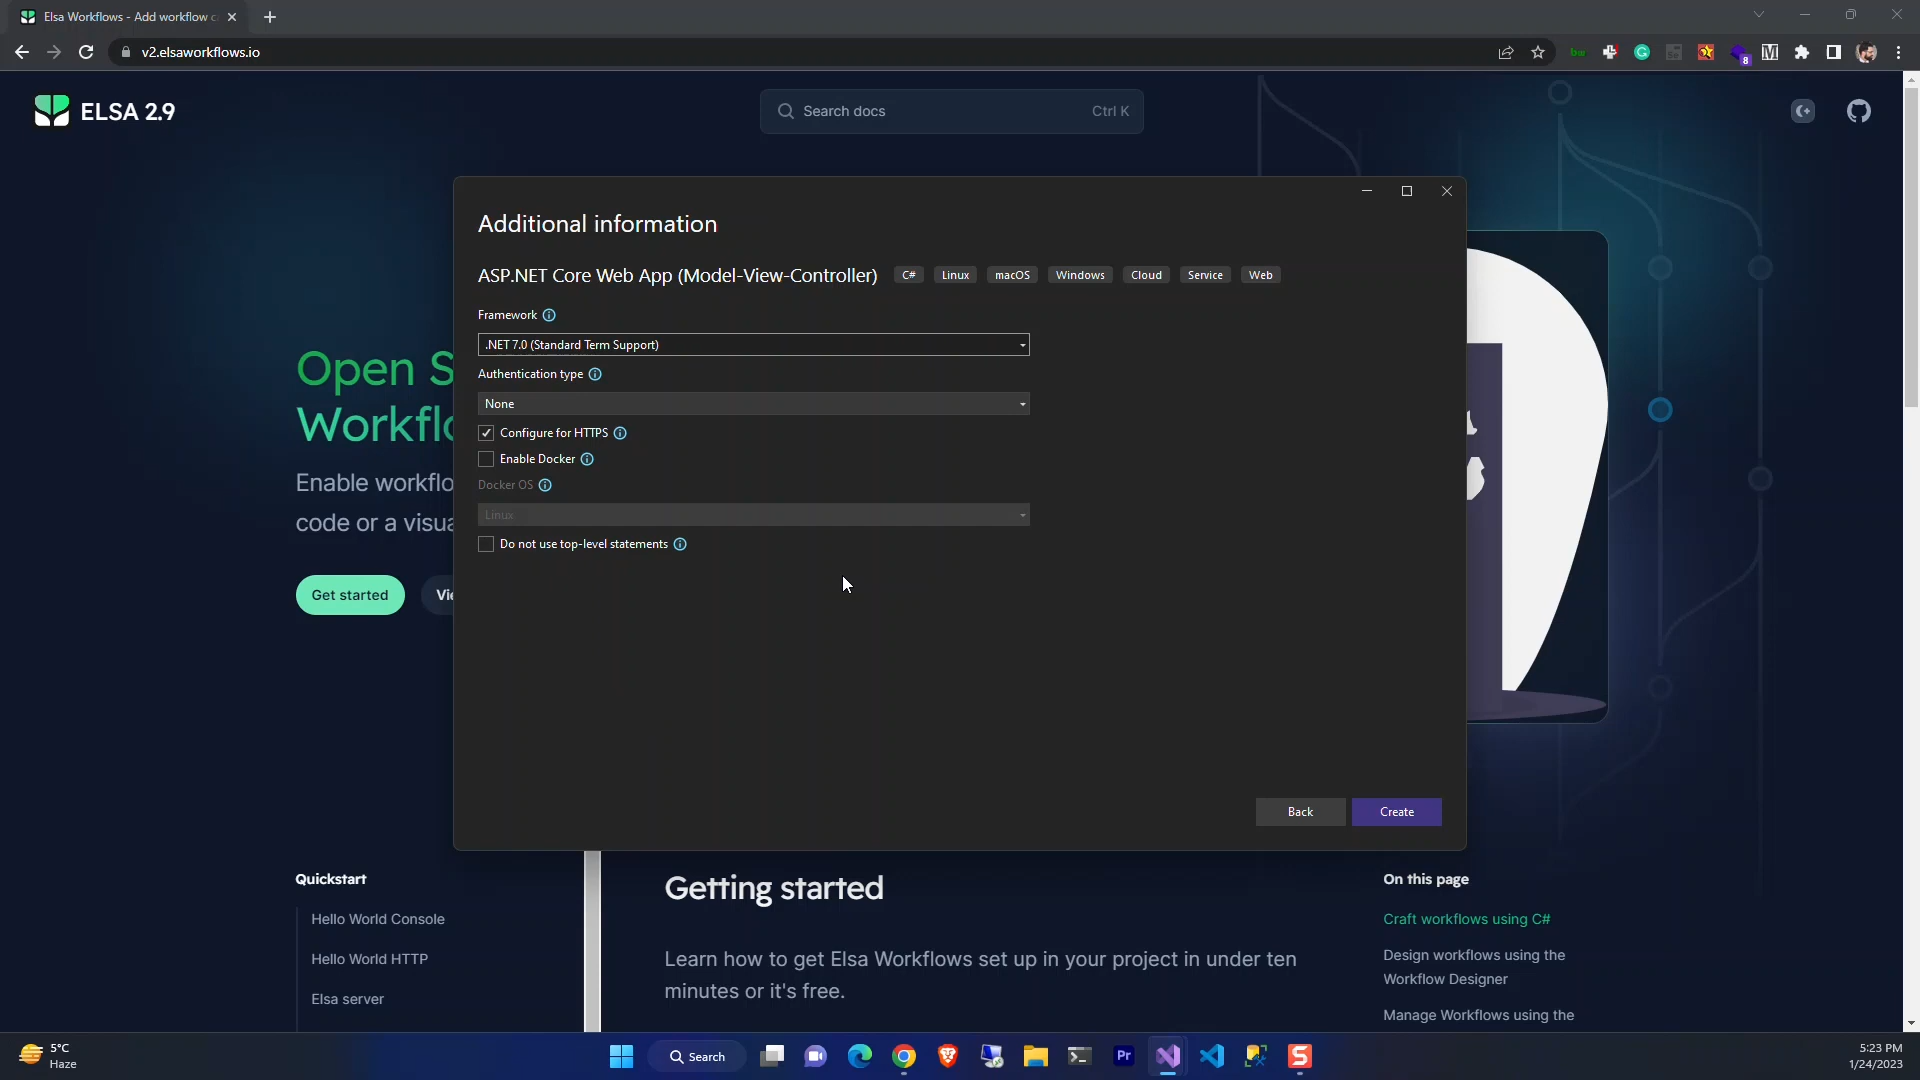 Elsa Workflows - Add workflow c
v2.elsaworkflows.io
8
ELSA 2.9
Search docs
Ctrl K
Additional information
ASP.NET Core Web App (Model-View-Controller)
C#
Linux
macOS
Windows
Cloud
Service
Web
Framework
.NET 7.0 (Standard Term Support)
Authentication type
None
Configure for HTTPS
Enable Docker
Docker OS
Linux
Do not use top-level statements
Back
Create
Open S
Workflo
Enable workflo
code or a visua
Get started
Vie
Quickstart
Hello World Console
Hello World HTTP
Elsa server
Getting started
Learn how to get Elsa Workflows set up in your project in under ten
minutes or it's free.
On this page
Craft workflows using C#
Design workflows using the
Workflow Designer
Manage Workflows using the
5°C
Haze
Search
Pr
5:23 PM
1/24/2023